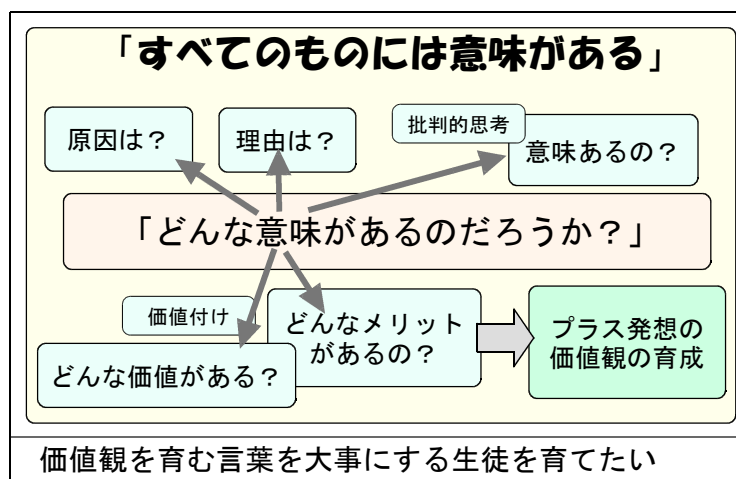 「すべてのものには意味がある」
原因は？
理由は？
批判的思考
意味あるの？
「どんな意味があるのだろうか？」
価値付け
どんな価値がある？
どんなメリット
があるの？
プラス発想の
価値観の育成
価値観を育む言葉を大事にする生徒を育てたい